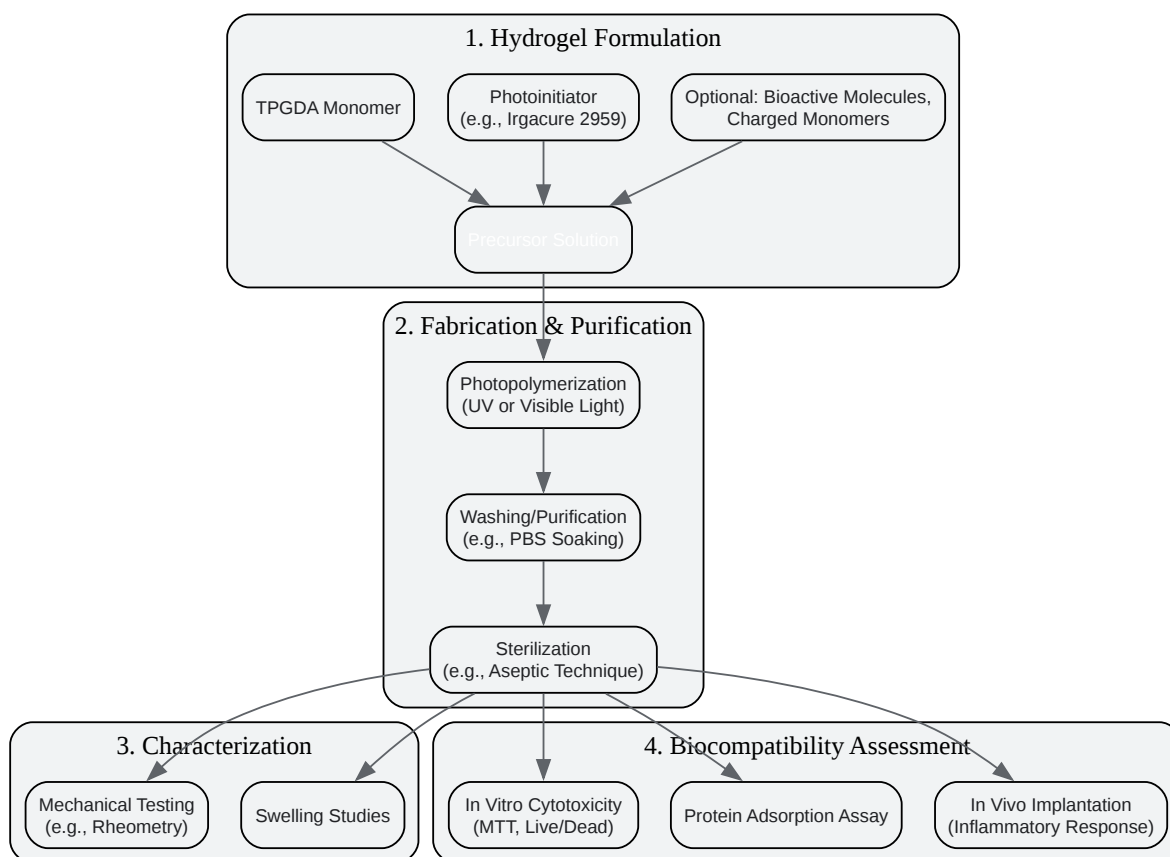 1. Hydrogel Formulation
TPGDA Monomer
Photoinitiator
(e.g., Irgacure 2959)
Optional: Bioactive Molecules,
Charged Monomers
Precursor Solution
2. Fabrication & Purification
Photopolymerization
(UV or Visible Light)
Washing/Purification
(e.g., PBS Soaking)
Sterilization
(e.g., Aseptic Technique)
3. Characterization
Mechanical Testing
(e.g., Rheometry)
Swelling Studies
4. Biocompatibility Assessment
In Vitro Cytotoxicity
(MTT, Live/Dead)
Protein Adsorption Assay
In Vivo Implantation
(Inflammatory Response)